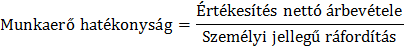 Munkaerő hatékonyság = Értékesítés nettó árbevétele
Személyi jellegű ráfordítás